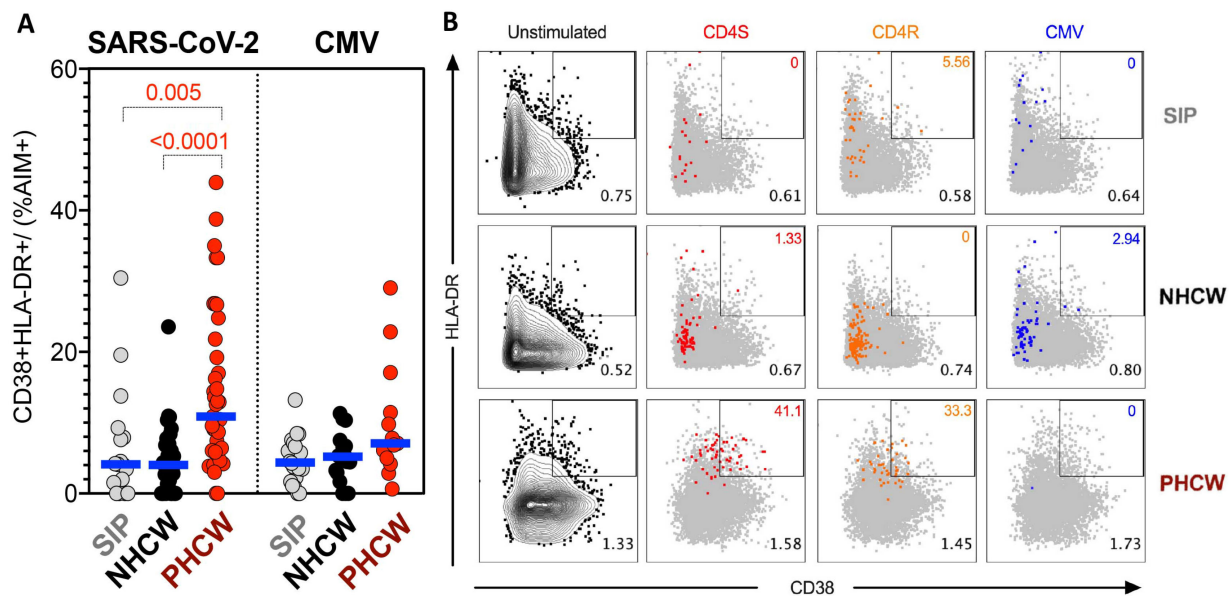 A
SARS-CoV-2 CMV
60
40
20
0
CD38+HLA-DR+/ (%AIM+)
0.005
<0.0001
SIP NHCW PHCW SIP NHCW PHCW
B
Unstimulated CD4S CD4R CMV
0 5.56 0
0.75 0.61 0.58 0.64
SIP
1.33 0 2.94
0.52 0.67 0.74 0.80
NHCW
41.1 33.3 0
1.33 1.58 1.45 1.73
PHCW
HLA-DR
CD38